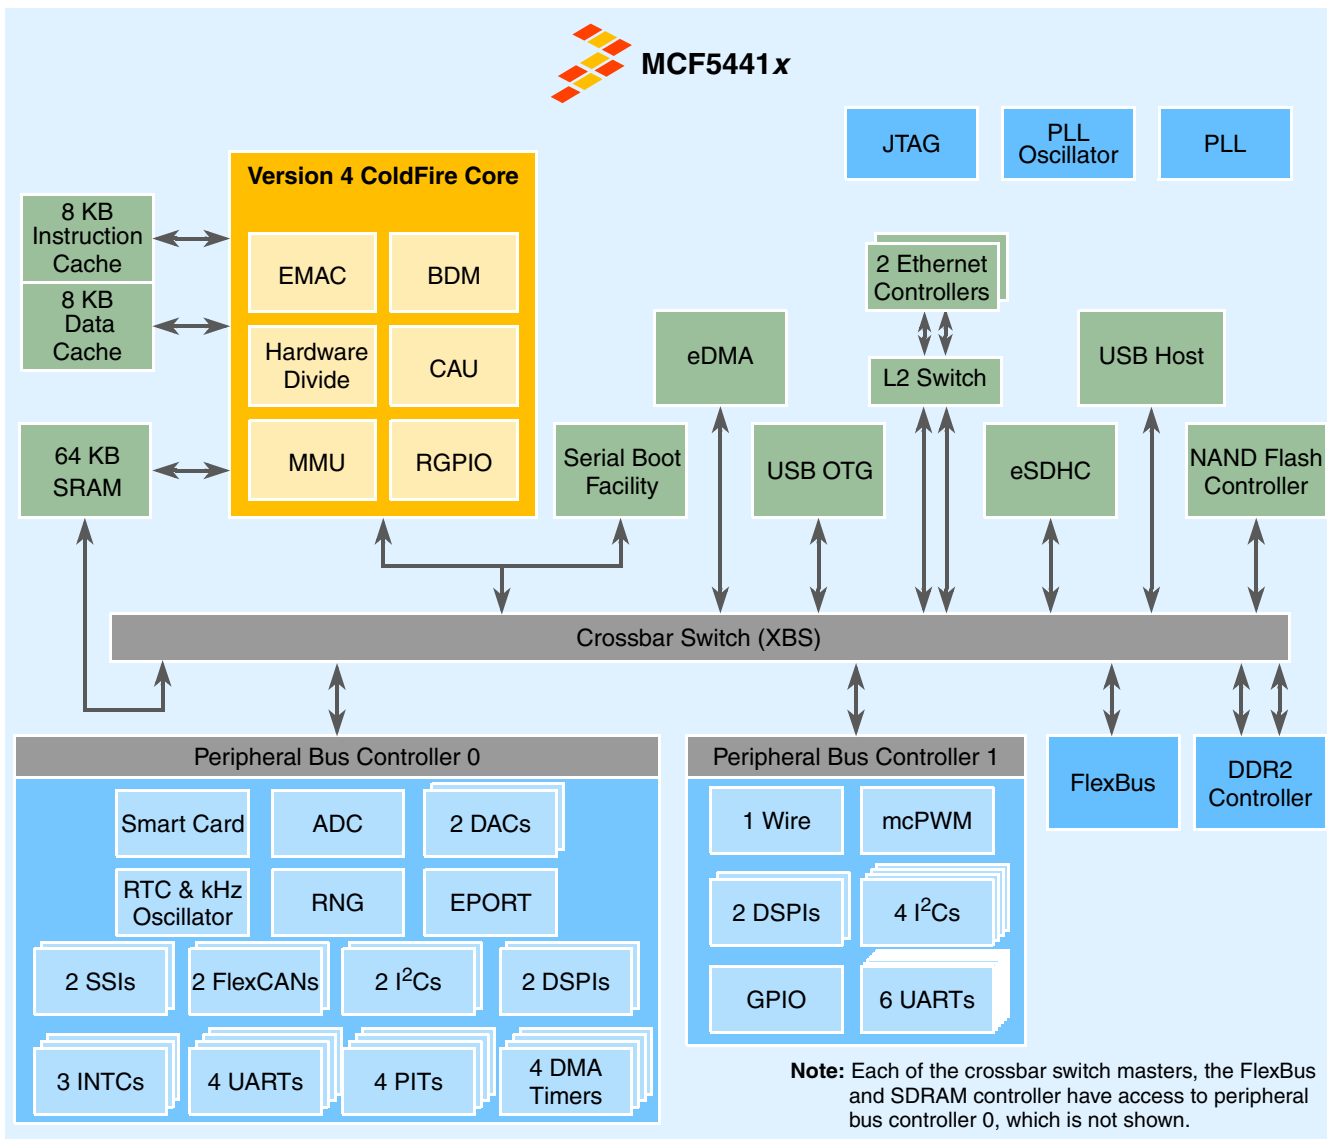 MCF5441x
JTAG
PLL
Oscillator
PLL
Version 4 ColdFire Core
8 KB
Instruction
Cache
8 KB
Data
Cache
64 KB
SRAM
EMAC
BDM
Hardware
Divide
CAU
MMU
RGPIO
Serial Boot
Facility
eDMA
USB OTG
2 Ethernet
Controllers
L2 Switch
eSDHC
USB Host
NAND Flash
Controller
Crossbar Switch (XBS)
Peripheral Bus Controller 0
Smart Card
ADC
2 DACs
RTC & kHz
Oscillator
RNG
EPORT
2 SSIs
2 FlexCANs
2 I²Cs
2 DSPIs
3 INTCs
4 UARTs
4 PITs
4 DMA
Timers
Peripheral Bus Controller 1
1 Wire
mcPWM
2 DSPIs
4 I²Cs
GPIO
6 UARTs
FlexBus
DDR2
Controller
Note: Each of the crossbar switch masters, the FlexBus
and SDRAM controller have access to peripheral
bus controller 0, which is not shown.